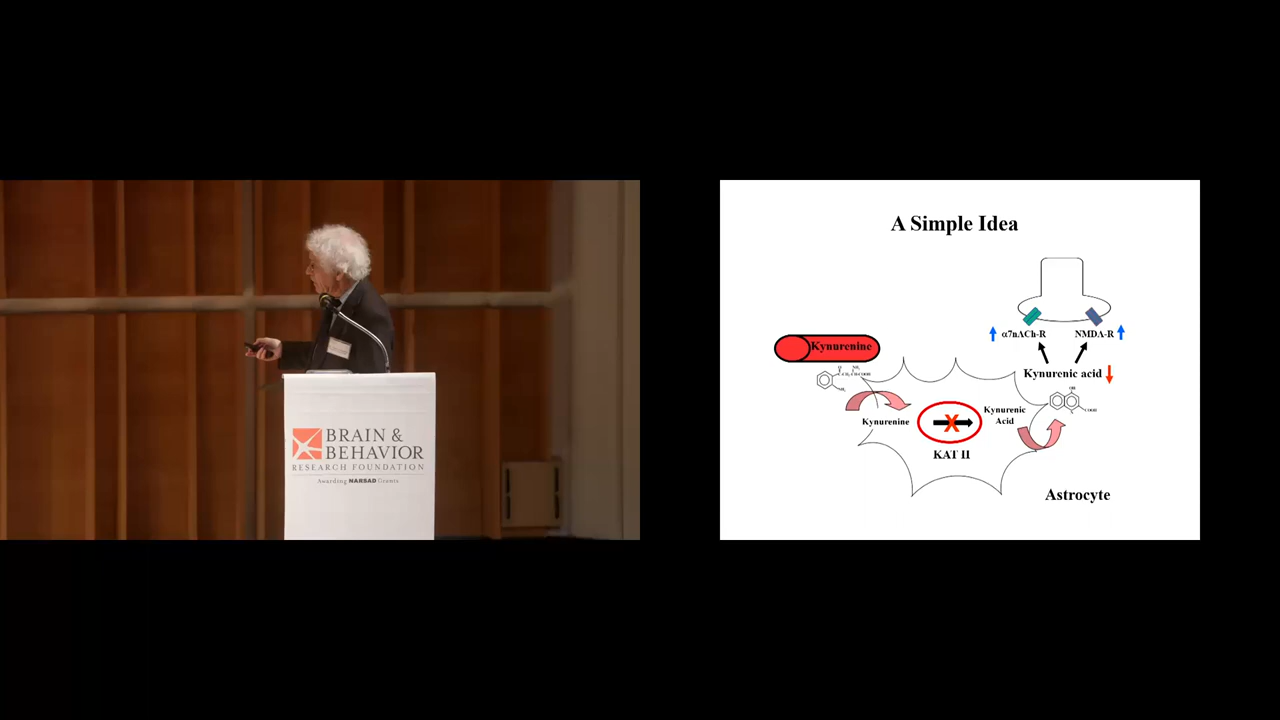 BRAIN &
BEHAVIOR
RESEARCH FOUNDATION
Awarding NARSAD Grants
A Simple Idea
Kynurenine
α7nACh-R
NMDA-R
Kynurenic acid
Kynurenine
Kynurenic
Acid
KAT II
Astrocyte